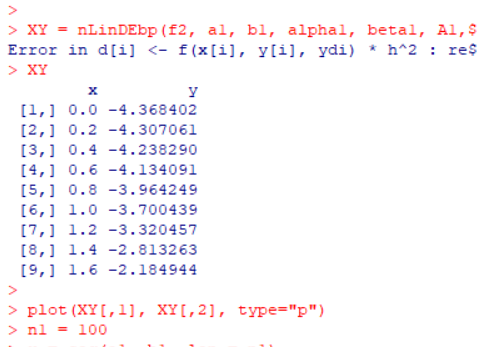 >
> XY = nLinDEbp(f2, a1, b1, alpha1, beta1, A1,$
Error in d[i] <- f(x[i], y[i], ydi) * h^2 : re$
> XY
x y
[1,] 0.0 -4.368402
[2,] 0.2 -4.307061
[3,] 0.4 -4.238290
[4,] 0.6 -4.134091
[5,] 0.8 -3.964249
[6,] 1.0 -3.700439
[7,] 1.2 -3.320457
[8,] 1.4 -2.813263
[9,] 1.6 -2.184944
>
> plot(XY[,1], XY[,2], type="p")
> n1 = 100